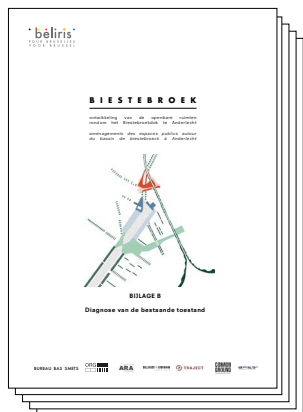 beliris
POUR BRUXELLES
VOOR BRUSSEL
BIESTEBROEK
ontwikkeling van de openbare ruimten
rondom het Biestebroekdok te Anderlecht
aménagements des espaces publics autour
du bassin de biestebroeck à Anderlecht
BIJLAGE B
Diagnose van de bestaande toestand
BUREAU BAS SMETS
ORG
ARA
TRAJECT
COMMON
GROUND